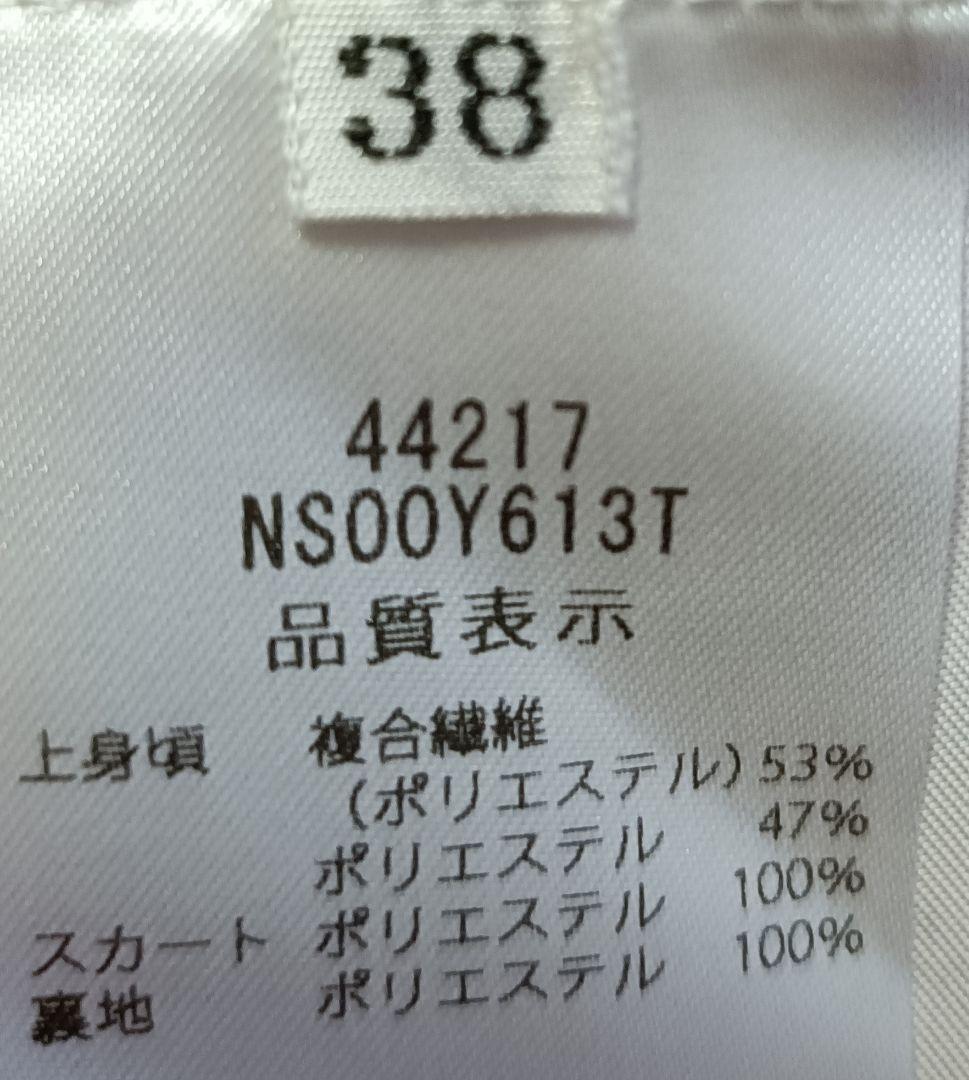 38
44217
NS00Y613T
品質表示
上身頃 複合繊維
(ポリエステル) 53%
ポリエステル 47%
スカート ポリエステル 100%
裏地 ポリエステル 100%